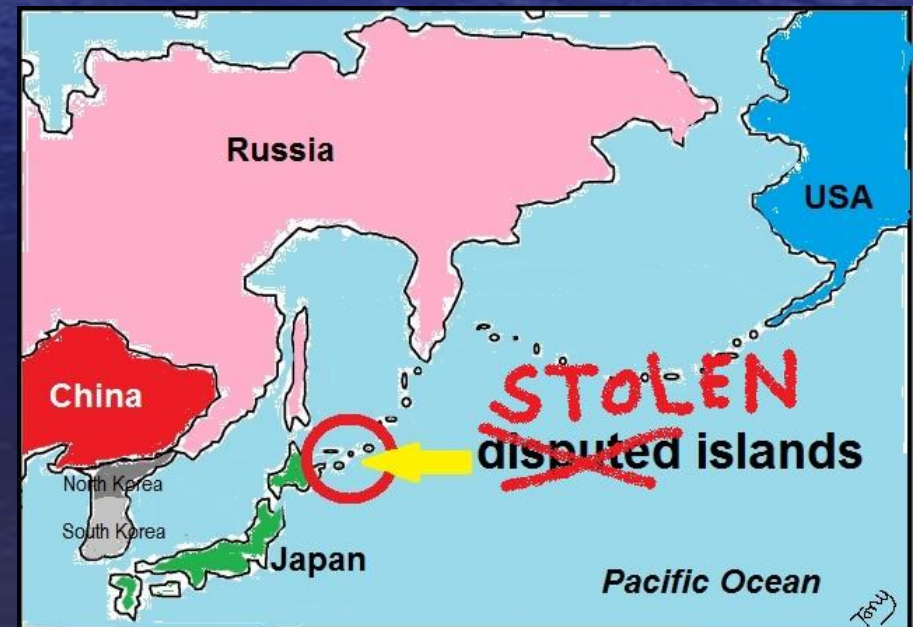 Russia
USA
STOLEN
China
disputed islands
North Korea
South Korea
Japan
Pacific Ocean
Tony